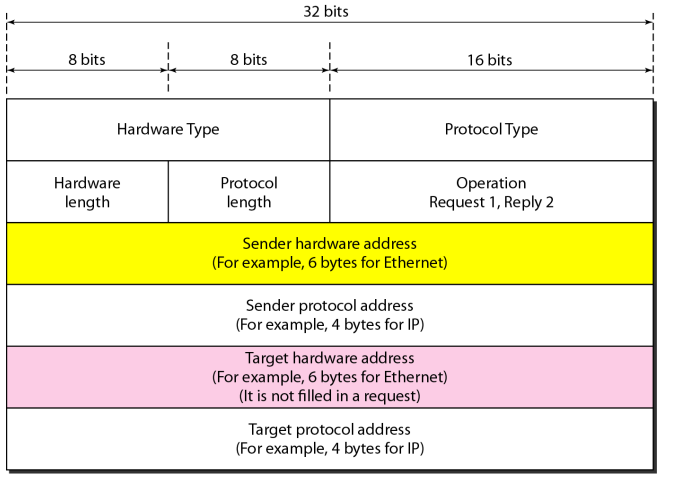 32 bits
8 bits
8 bits
16 bits
Hardware Type
Protocol Type
Hardware
length
Protocol
length
Operation
Request 1, Reply 2
Sender hardware address
(For example, 6 bytes for Ethernet)
Sender protocol address
(For example, 4 bytes for IP)
Target hardware address
(For example, 6 bytes for Ethernet)
(It is not filled in a request)
Target protocol address
(For example, 4 bytes for IP)